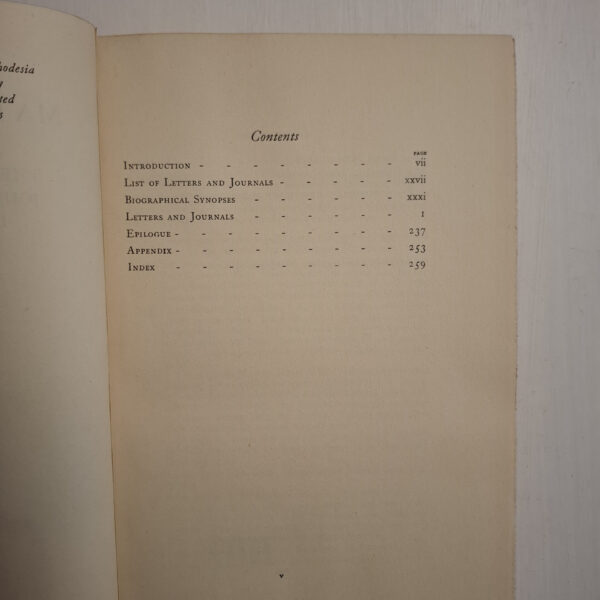 hodesia
ted
Contents
PAGE
INTRODUCTION - - - - - - - - vii
LIST OF LETTERS AND JOURNALS - - - - - xxvii
BIOGRAPHICAL SYNOPSES - - - - - - xxxi
LETTERS AND JOURNALS - - - - - - 1
EPILOGUE - - - - - - - - - 237
APPENDIX - - - - - - - - - 253
INDEX - - - - - - - - - 259
v